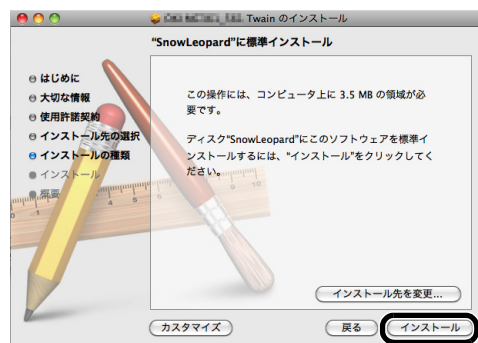 Twain のインストール
“SnowLeopard”に標準インストール
はじめに
大切な情報
使用許諾契約
インストール先の選択
インストールの種類
インストール
概要
この操作には、コンピュータ上に 3.5 MB の領域が必
要です。
ディスク“SnowLeopard”にこのソフトウェアを標準イ
ンストールするには、“インストール”をクリックしてく
ださい。
インストール先を変更...
カスタマイズ
戻る
インストール